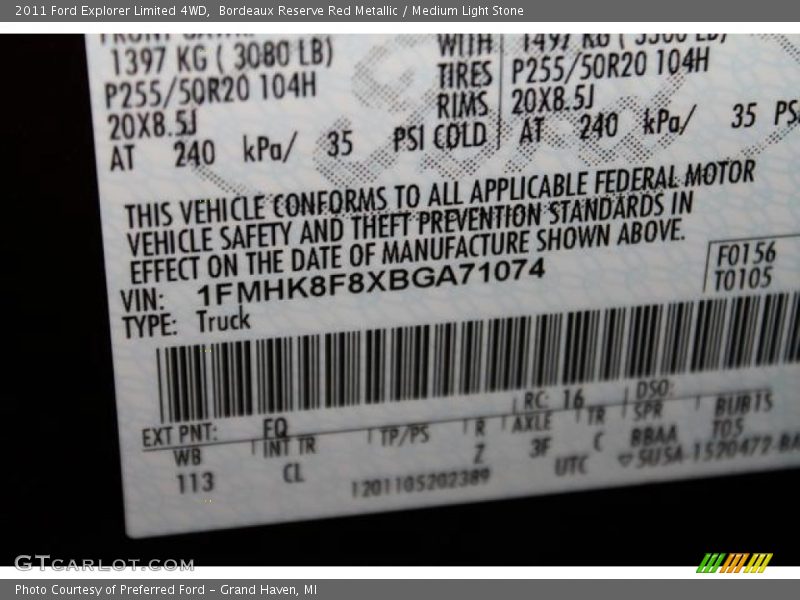 2011 Ford Explorer Limited 4WD, Bordeaux Reserve Red Metallic / Medium Light Stone
1397 KG ( 3080 LB) WITH
P255/50R20 104H TIRES P255/50R20 104H
20X8.5J RIMS 20X8.5J
AT 240 kPa/ 35 PSI COLD AT 240 kPa/ 35 PS
THIS VEHICLE CONFORMS TO ALL APPLICABLE FEDERAL MOTOR
VEHICLE SAFETY AND THEFT PREVENTION STANDARDS IN
EFFECT ON THE DATE OF MANUFACTURE SHOWN ABOVE.
VIN: 1FMHK8F8XBGA71074 F0156
TYPE: Truck T0105
EXT PNT: FQ RC: 16 DSO:
WB INT TR TP/PS R AXLE TR SPR BUBTS
113 CL Z 3F C BBAA T05
1201105202389 UTC ▽5USA-1520472-BA
GTCARLOT.COM
Photo Courtesy of Preferred Ford – Grand Haven, MI